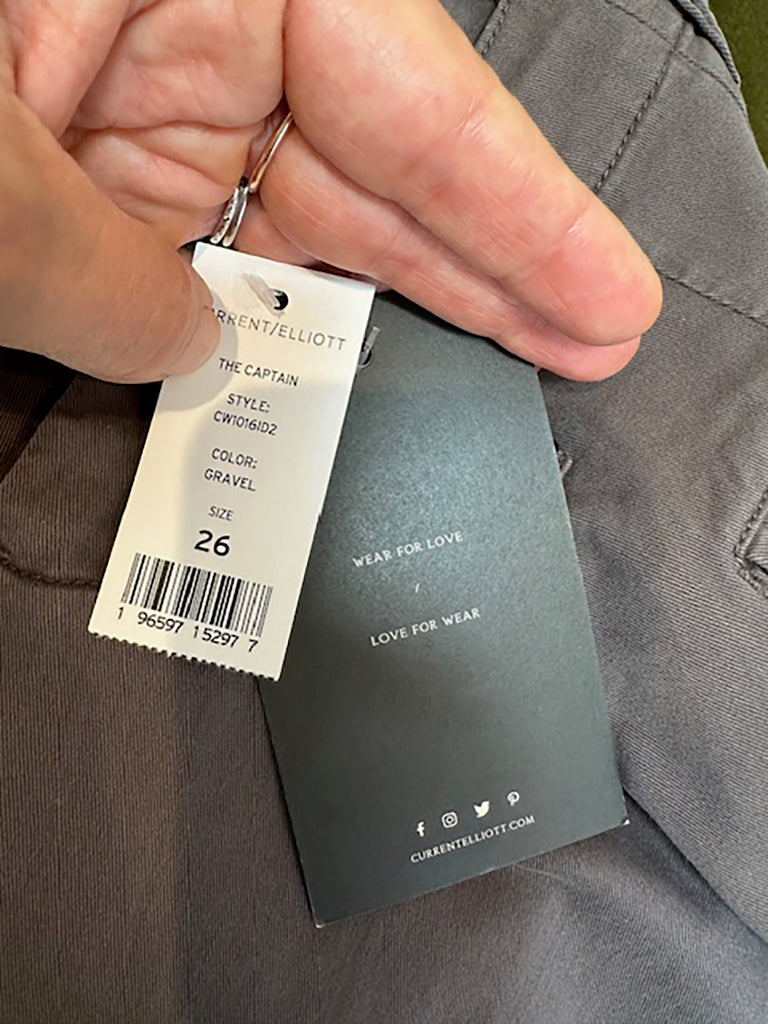 RRENT/ELLIOTT
THE CAPTAIN
STYLE:
CW1016ID2
COLOR:
GRAVEL
SIZE
26
1 96597 15297 7
WEAR FOR LOVE
/
LOVE FOR WEAR
CURRENTELLIOTT.COM